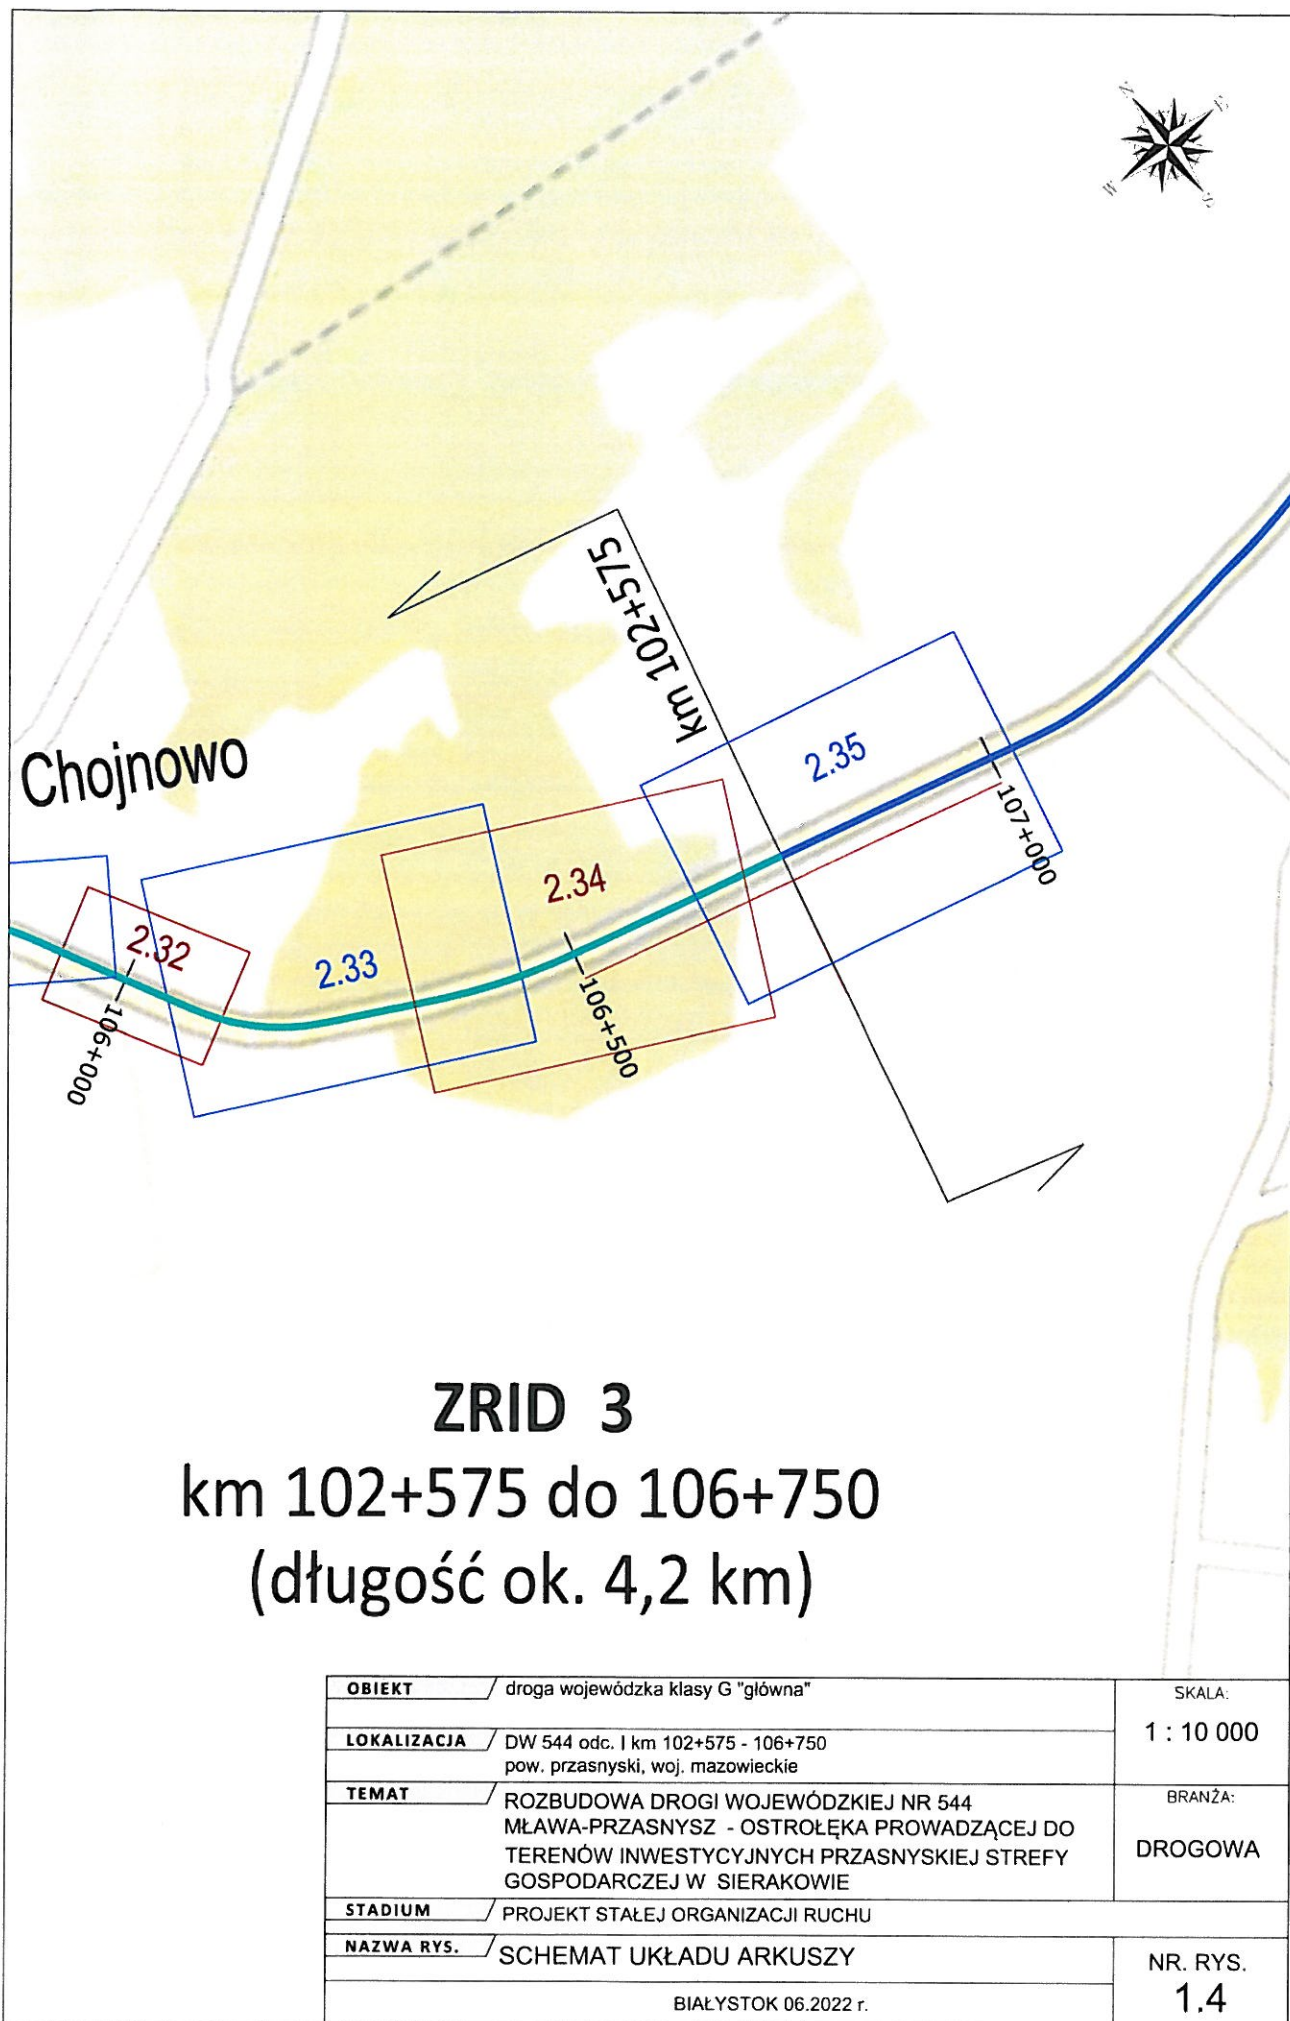 N
E
W
S
km 102+575
Chojnowo
2.35
107+000
2.34
2.32
2.33
106+500
106+000
ZRID 3
km 102+575 do 106+750
(długość ok. 4,2 km)
OBIEKT droga wojewódzka klasy G "główna"
SKALA:
1 : 10 000
LOKALIZACJA DW 544 odc. I km 102+575 - 106+750
pow. przasnyski, woj. mazowieckie
TEMAT ROZBUDOWA DROGI WOJEWÓDZKIEJ NR 544
MŁAWA-PRZASNYSZ - OSTROŁĘKA PROWADZĄCEJ DO
TERENÓW INWESTYCYJNYCH PRZASNYSKIEJ STREFY
GOSPODARCZEJ W SIERAKOWIE
BRANŻA:
DROGOWA
STADIUM PROJEKT STAŁEJ ORGANIZACJI RUCHU
NAZWA RYS. SCHEMAT UKŁADU ARKUSZY
NR. RYS.
1.4
BIAŁYSTOK 06.2022 r.